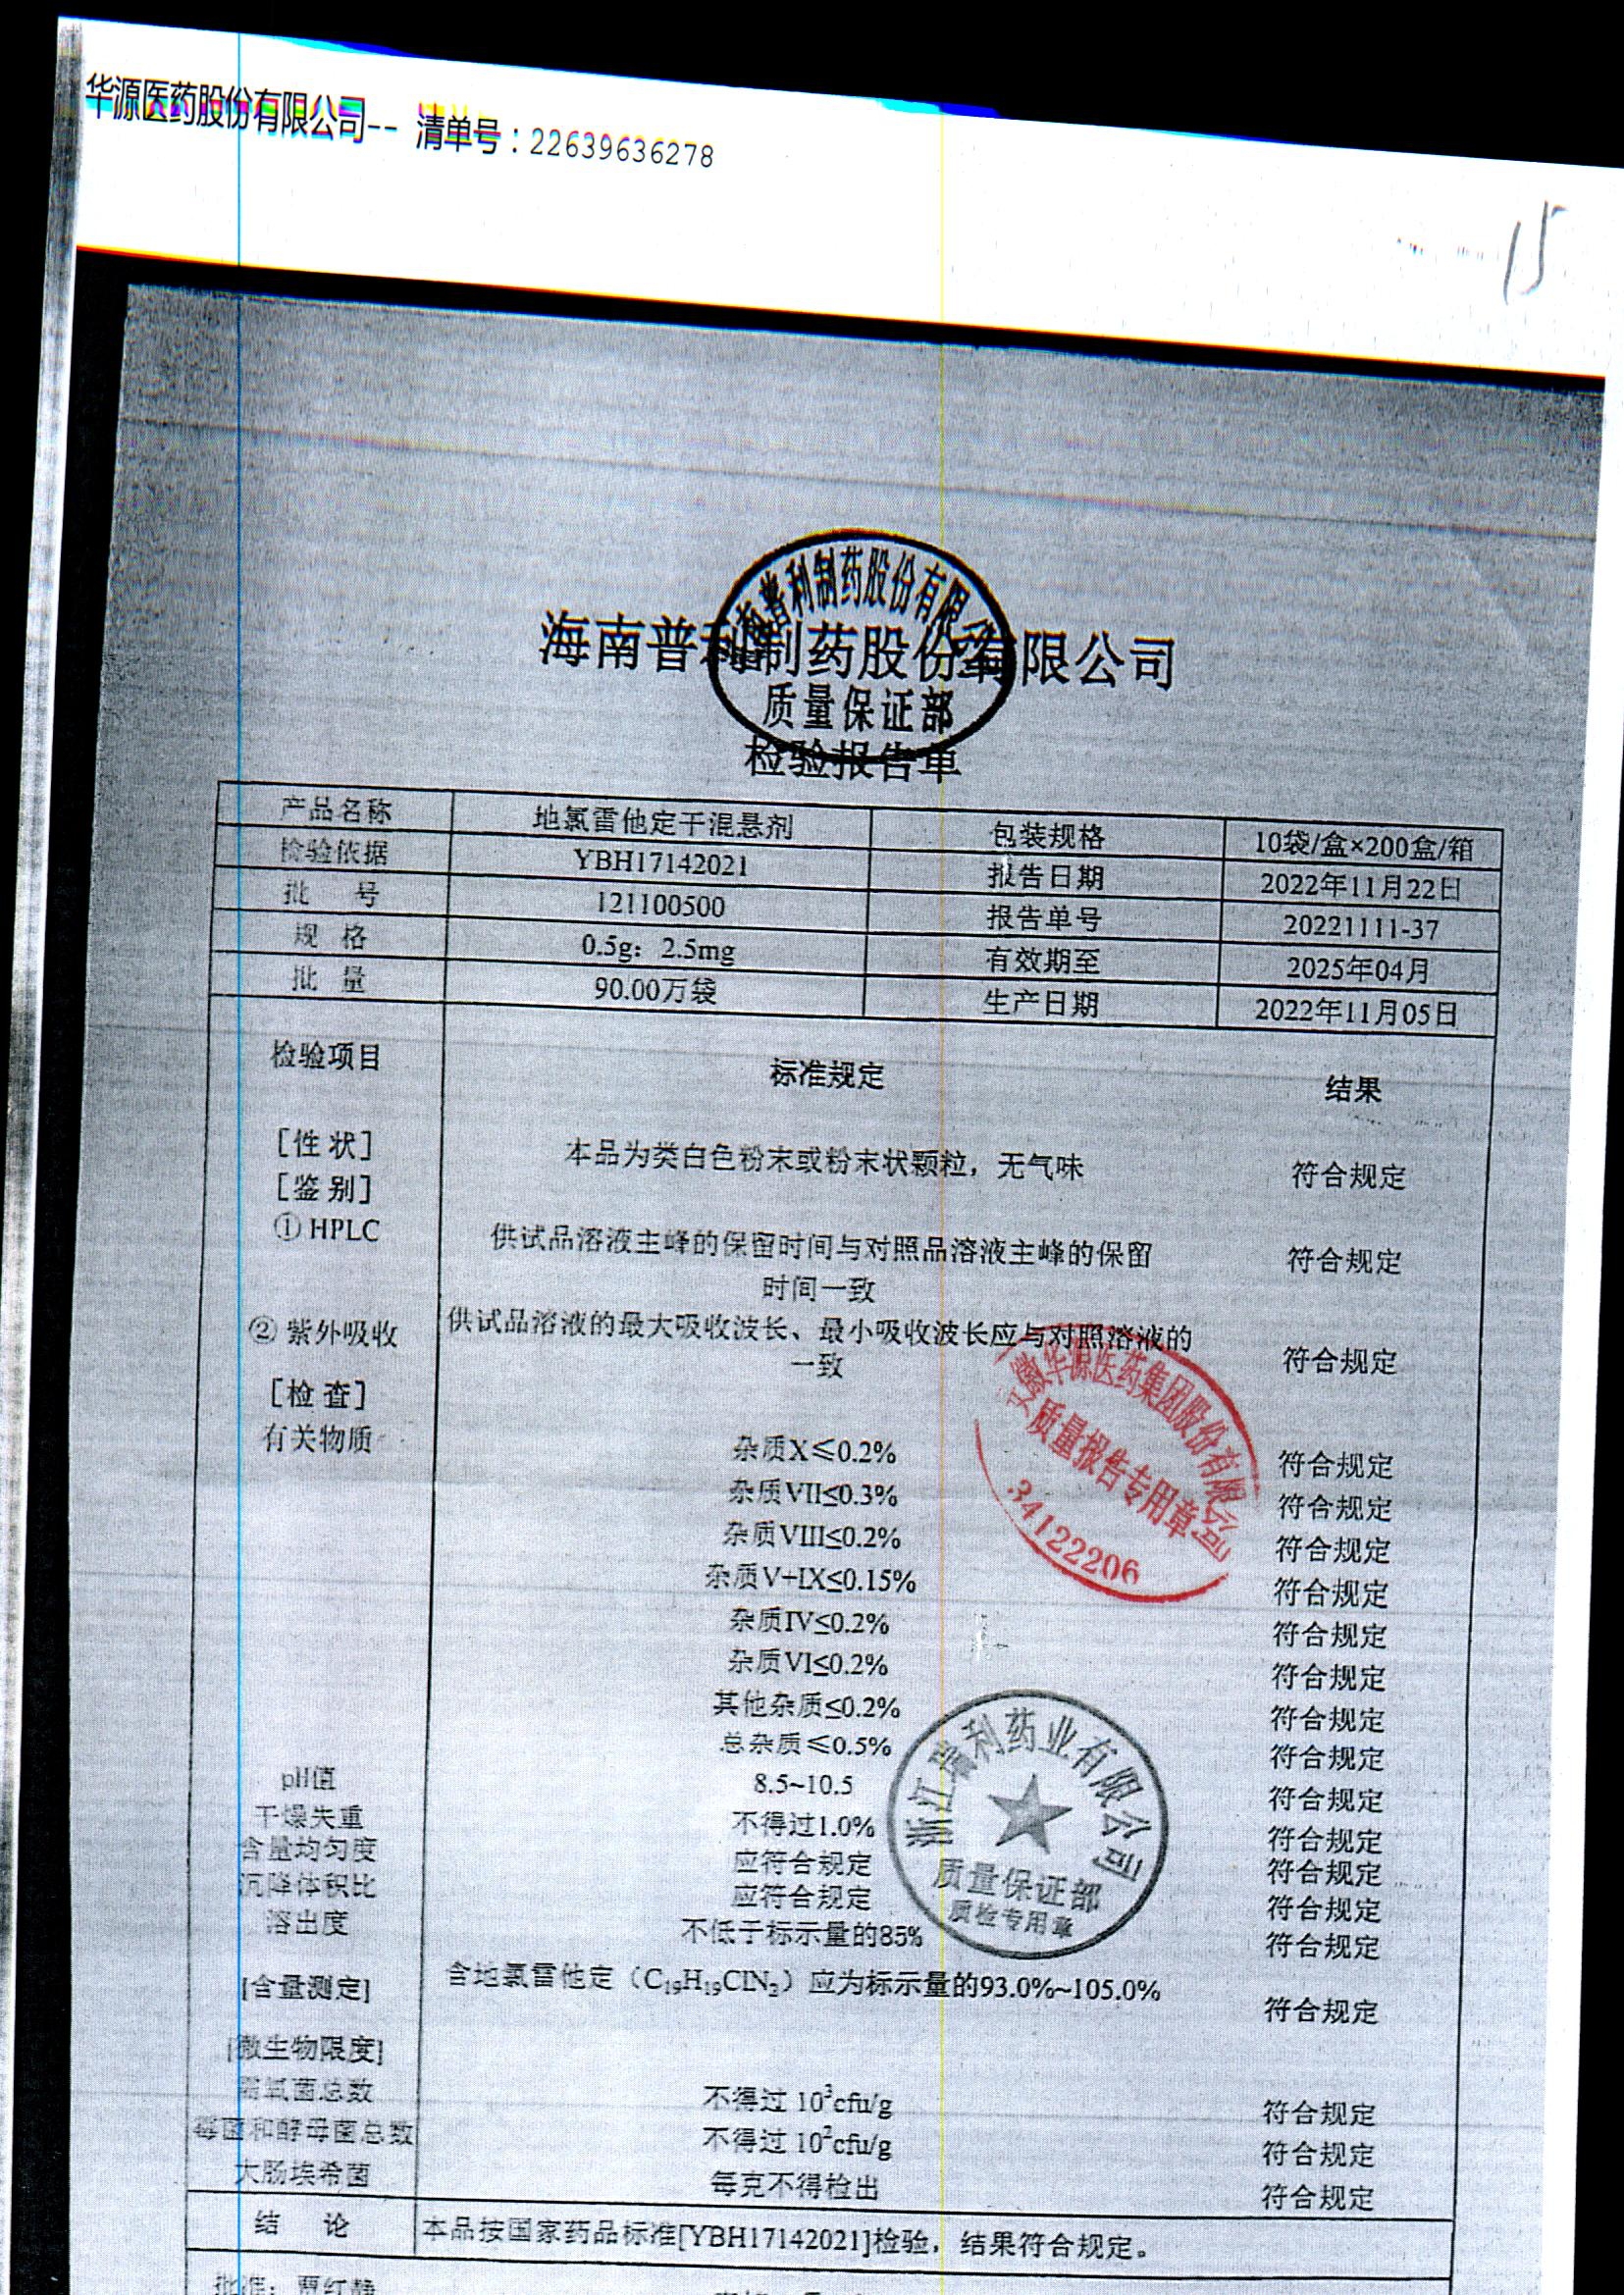 华源医药股份有限公司-- 清单号：22639636278
15
海南普利制药股份有限公司
质量保证部
检验报告单
产品名称 地氯雷他定干混悬剂 包装规格 10袋/盒×200盒/箱
检验依据 YBH17142021 报告日期 2022年11月22日
批 号 121100500 报告单号 20221111-37
规 格 0.5g：2.5mg 有效期至 2025年04月
批 量 90.00万袋 生产日期 2022年11月05日
检验项目 标准规定 结果
［性 状］ 本品为类白色粉末或粉末状颗粒，无气味 符合规定
［鉴 别］
① HPLC 供试品溶液主峰的保留时间与对照品溶液主峰的保留 符合规定
时间一致
② 紫外吸收 供试品溶液的最大吸收波长、最小吸收波长应与对照溶液的 符合规定
一致
［检 查］
有关物质 杂质X≤0.2% 符合规定
杂质VII≤0.3% 符合规定
杂质VIII≤0.2% 符合规定
杂质V+IX≤0.15% 符合规定
杂质IV≤0.2% 符合规定
杂质VI≤0.2% 符合规定
其他杂质≤0.2% 符合规定
总杂质≤0.5% 符合规定
pH值 8.5~10.5 符合规定
干燥失重 不得过1.0% 符合规定
含量均匀度 应符合规定 符合规定
沉降体积比 应符合规定 符合规定
溶出度 不低于标示量的85% 符合规定
[含量测定] 含地氯雷他定（C₁₉H₁₉ClN₂）应为标示量的93.0%~105.0% 符合规定
[微生物限度]
需氧菌总数 不得过 10³cfu/g 符合规定
霉菌和酵母菌总数 不得过 10²cfu/g 符合规定
大肠埃希菌 每克不得检出 符合规定
结 论 本品按国家药品标准[YBH17142021]检验，结果符合规定。
批准：贾红静
安徽华源医药集团股份有限公司
质量报告专用章
34122206
浙江瑞利药业有限公司
质量保证部
质检专用章